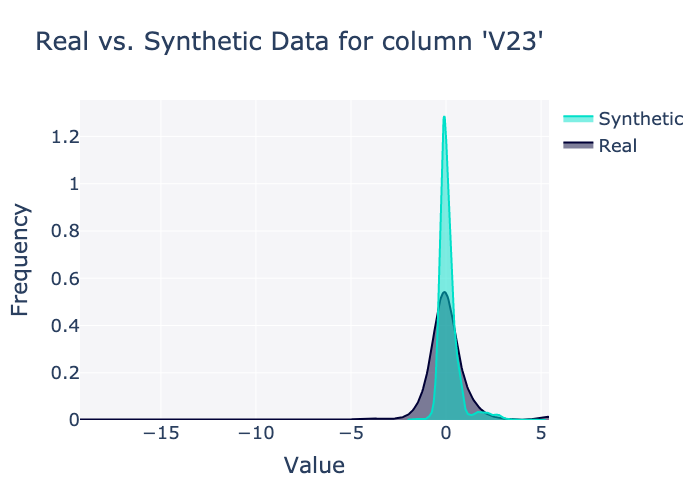 Real vs. Synthetic Data for column 'V23'
Synthetic
Real
Frequency
1.2
1
0.8
0.6
0.4
0.2
0
−15
−10
−5
0
5
Value